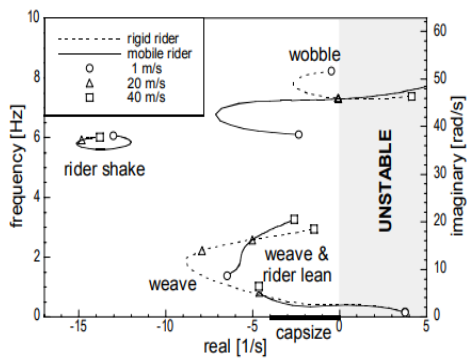 10
8
6
4
2
0
frequency [Hz]
rigid rider
mobile rider
1 m/s
20 m/s
40 m/s
wobble
rider shake
weave
weave &
rider lean
UNSTABLE
60
50
40
30
20
10
0
imaginary [rad/s]
-15
-10
-5
0
5
capsize
real [1/s]